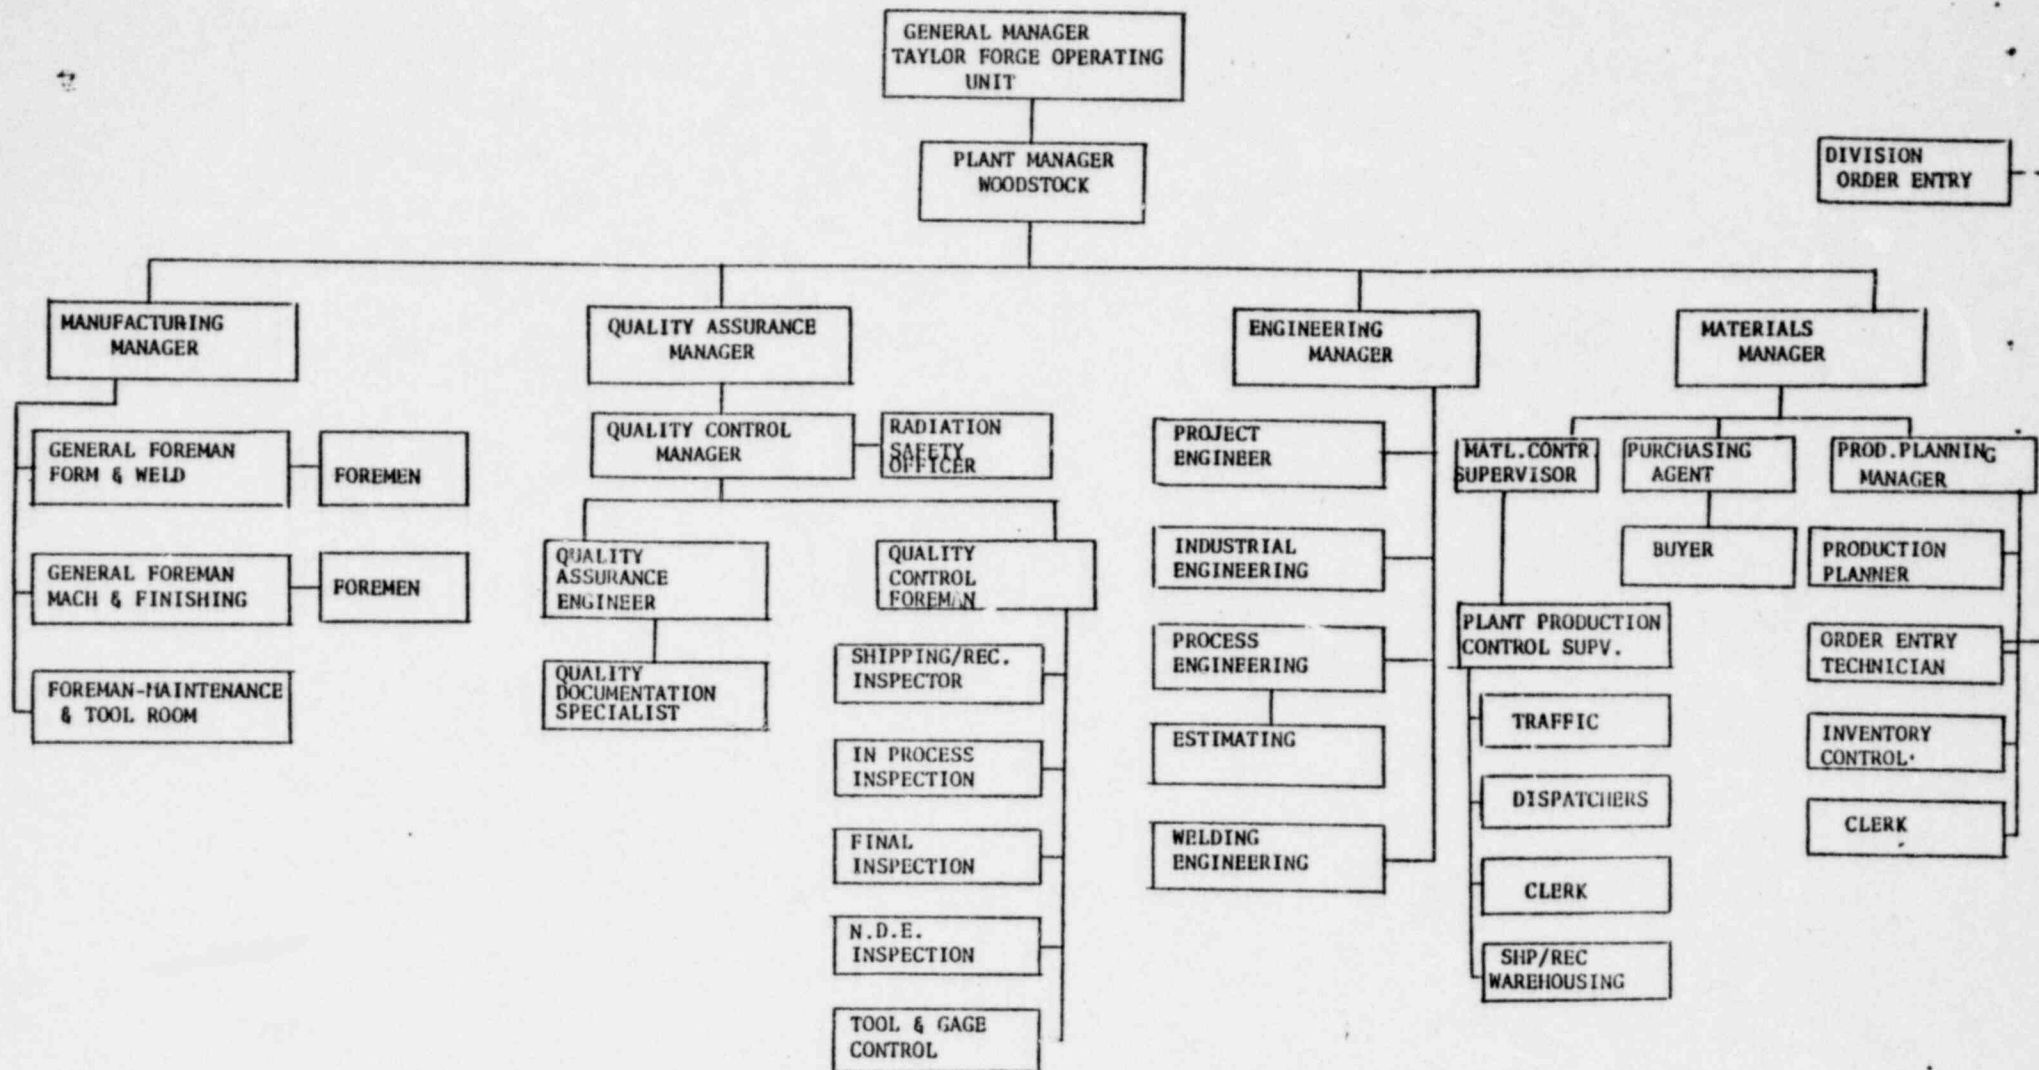 GENERAL MANAGER
TAYLOR FORGE OPERATING
UNIT
PLANT MANAGER
WOODSTOCK
DIVISION
ORDER ENTRY
MANUFACTURING
MANAGER
QUALITY ASSURANCE
MANAGER
ENGINEERING
MANAGER
MATERIALS
MANAGER
GENERAL FOREMAN
FORM & WELD
FOREMEN
GENERAL FOREMAN
MACH & FINISHING
FOREMEN
FOREMAN-MAINTENANCE
& TOOL ROOM
QUALITY CONTROL
MANAGER
RADIATION
SAFETY
OFFICER
QUALITY
ASSURANCE
ENGINEER
QUALITY
DOCUMENTATION
SPECIALIST
QUALITY
CONTROL
FOREMAN
SHIPPING/REC.
INSPECTOR
IN PROCESS
INSPECTION
FINAL
INSPECTION
N.D.E.
INSPECTION
TOOL & GAGE
CONTROL
PROJECT
ENGINEER
INDUSTRIAL
ENGINEERING
PROCESS
ENGINEERING
ESTIMATING
WELDING
ENGINEERING
MATL.CONTR.
SUPERVISOR
PLANT PRODUCTION
CONTROL SUPV.
TRAFFIC
DISPATCHERS
CLERK
SHP/REC
WAREHOUSING
PURCHASING
AGENT
BUYER
PROD.PLANNING
MANAGER
PRODUCTION
PLANNER
ORDER ENTRY
TECHNICIAN
INVENTORY
CONTROL
CLERK